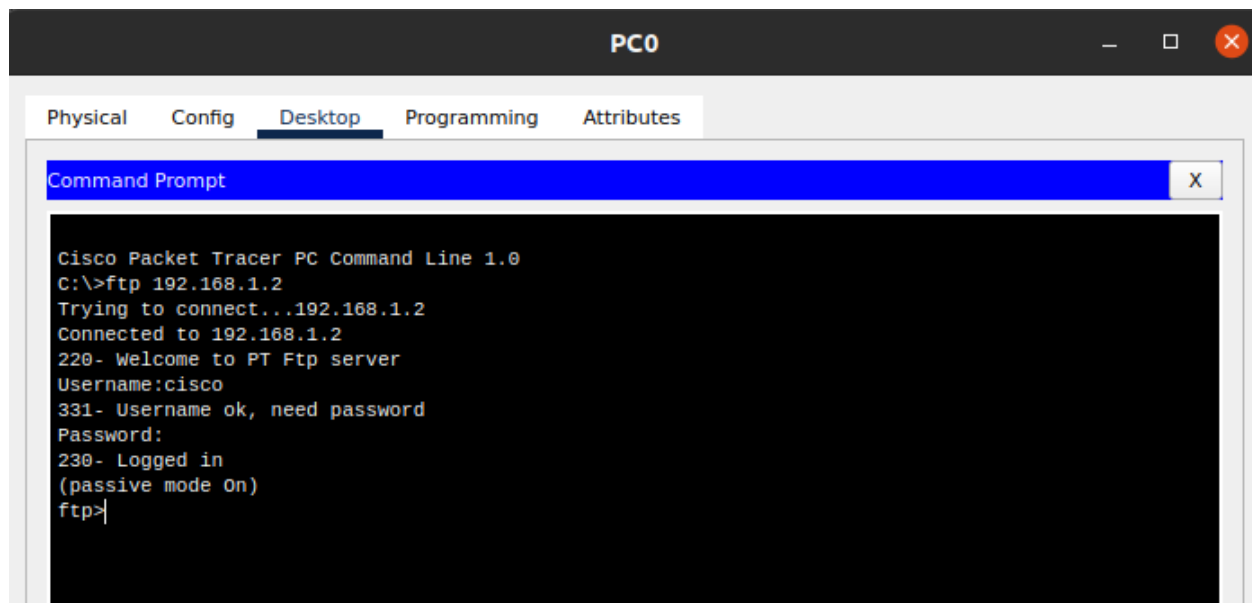 PC0
Physical Config Desktop Programming Attributes
Command Prompt X
Cisco Packet Tracer PC Command Line 1.0
C:\>ftp 192.168.1.2
Trying to connect...192.168.1.2
Connected to 192.168.1.2
220- Welcome to PT Ftp server
Username:cisco
331- Username ok, need password
Password:
230- Logged in
(passive mode On)
ftp>